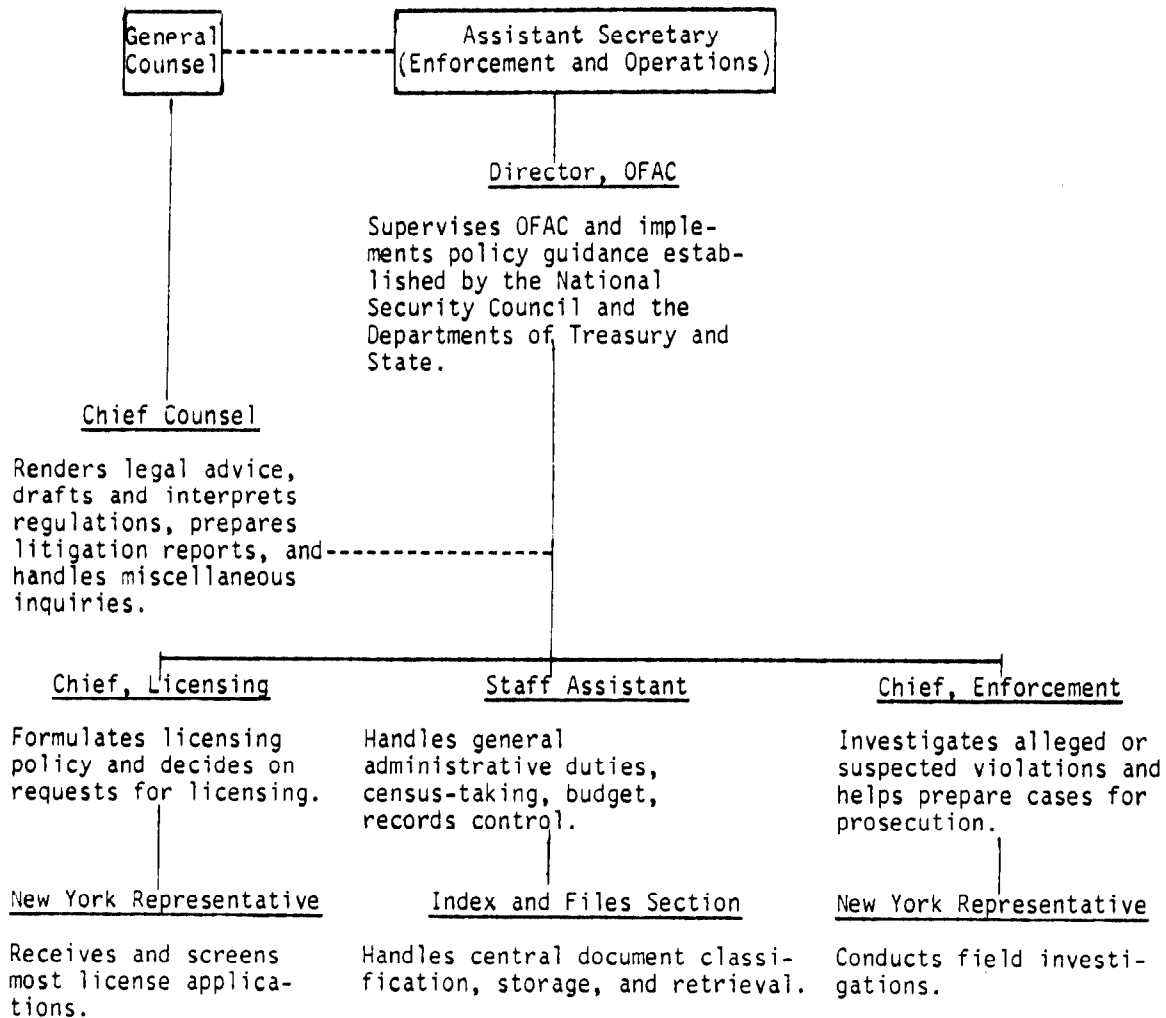 General
Counsel
Assistant Secretary
(Enforcement and Operations)
Director, OFAC
Supervises OFAC and imple-
ments policy guidance estab-
lished by the National
Security Council and the
Departments of Treasury and
State.
Chief Counsel
Renders legal advice,
drafts and interprets
regulations, prepares
litigation reports, and
handles miscellaneous
inquiries.
Chief, Licensing
Formulates licensing
policy and decides on
requests for licensing.
New York Representative
Receives and screens
most license applica-
tions.
Staff Assistant
Handles general
administrative duties,
census-taking, budget,
records control.
Index and Files Section
Handles central document classi-
fication, storage, and retrieval.
Chief, Enforcement
Investigates alleged or
suspected violations and
helps prepare cases for
prosecution.
New York Representative
Conducts field investi-
gations.